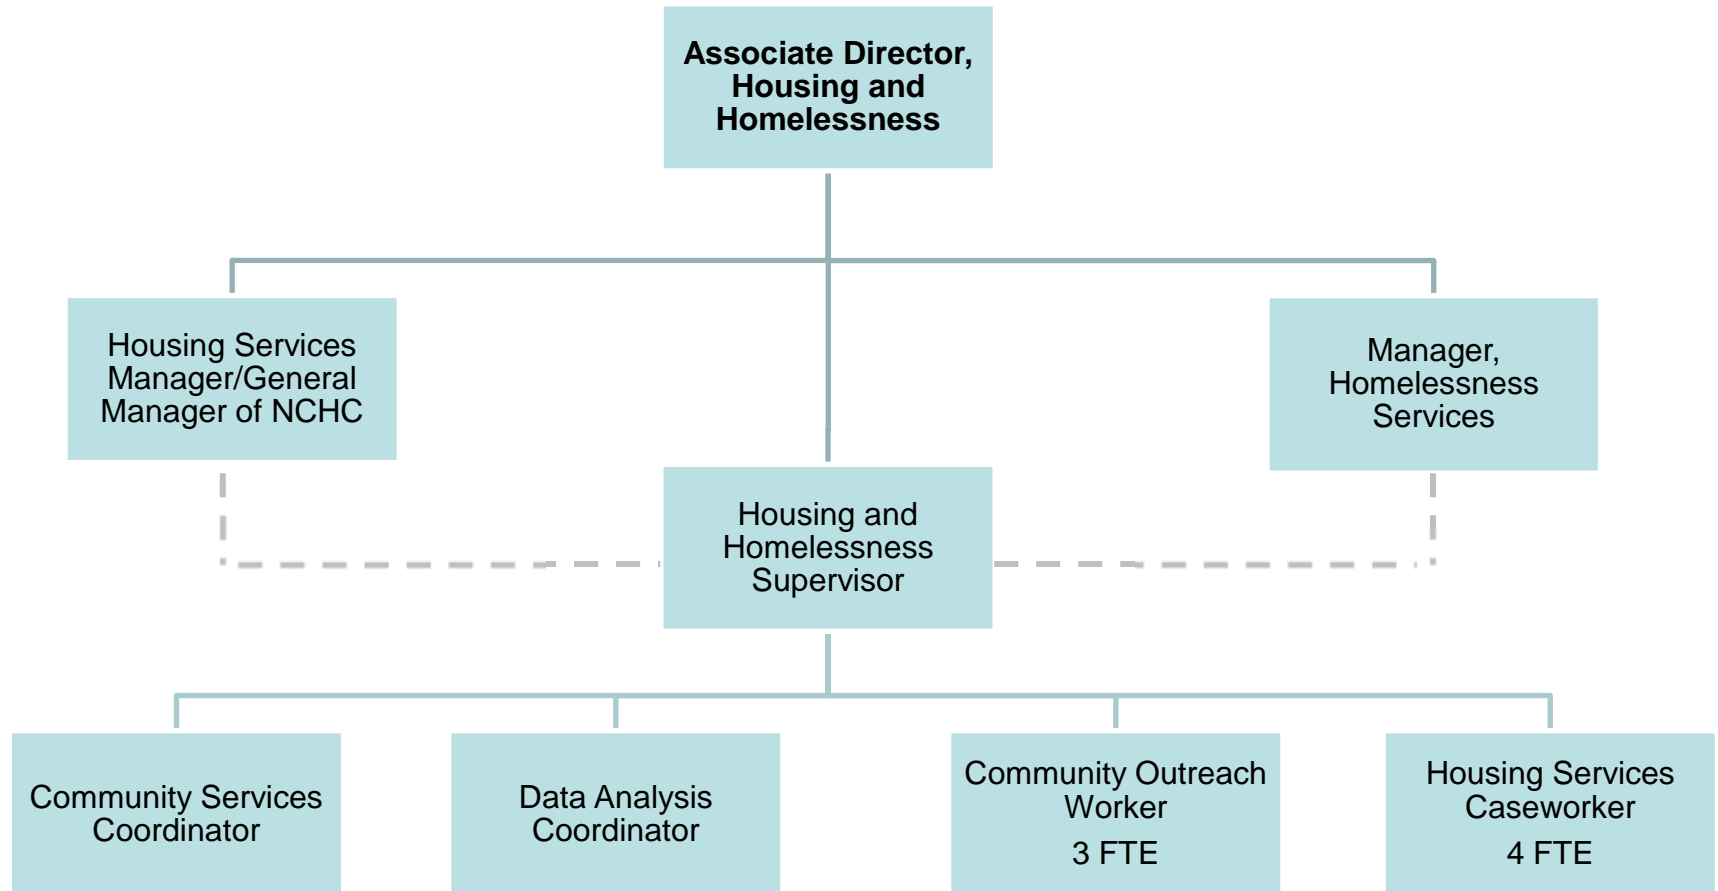 Associate Director,
Housing and
Homelessness
Housing Services
Manager/General
Manager of NCHC
Manager,
Homelessness
Services
Housing and
Homelessness
Supervisor
Community Services
Coordinator
Data Analysis
Coordinator
Community Outreach
Worker
3 FTE
Housing Services
Caseworker
4 FTE